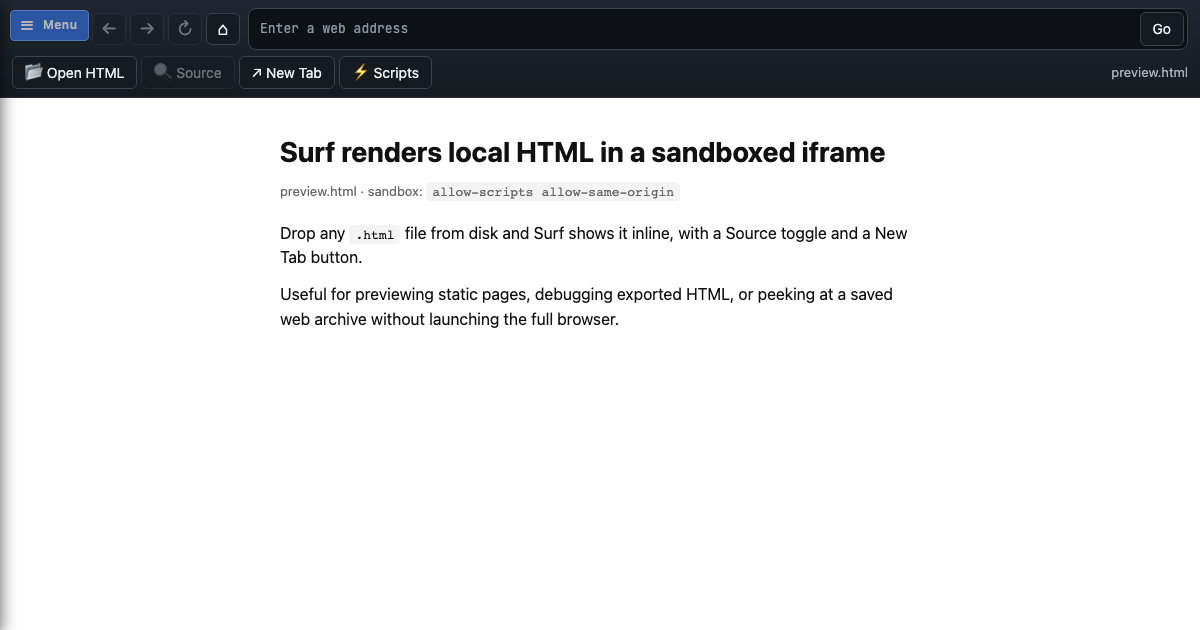 Menu
Enter a web address
Go
Open HTML
Source
New Tab
Scripts
preview.html
Surf renders local HTML in a sandboxed iframe
preview.html · sandbox: allow-scripts allow-same-origin
Drop any .html file from disk and Surf shows it inline, with a Source toggle and a New
Tab button.
Useful for previewing static pages, debugging exported HTML, or peeking at a saved
web archive without launching the full browser.